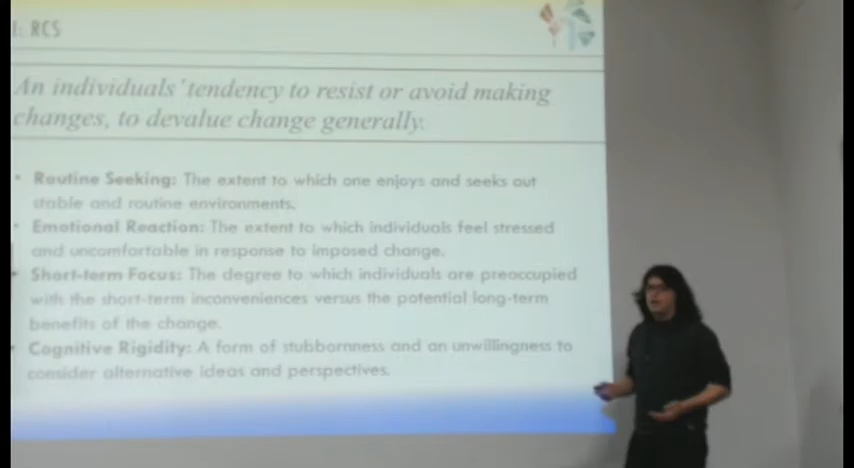 I: RCS
An individuals' tendency to resist or avoid making
changes, to devalue change generally.
• Routine Seeking: The extent to which one enjoys and seeks out
stable and routine environments.
• Emotional Reaction: The extent to which individuals feel stressed
and uncomfortable in response to imposed change.
• Short-term Focus: The degree to which individuals are preoccupied
with the short-term inconveniences versus the potential long-term
benefits of the change.
• Cognitive Rigidity: A form of stubbornness and an unwillingness to
consider alternative ideas and perspectives.